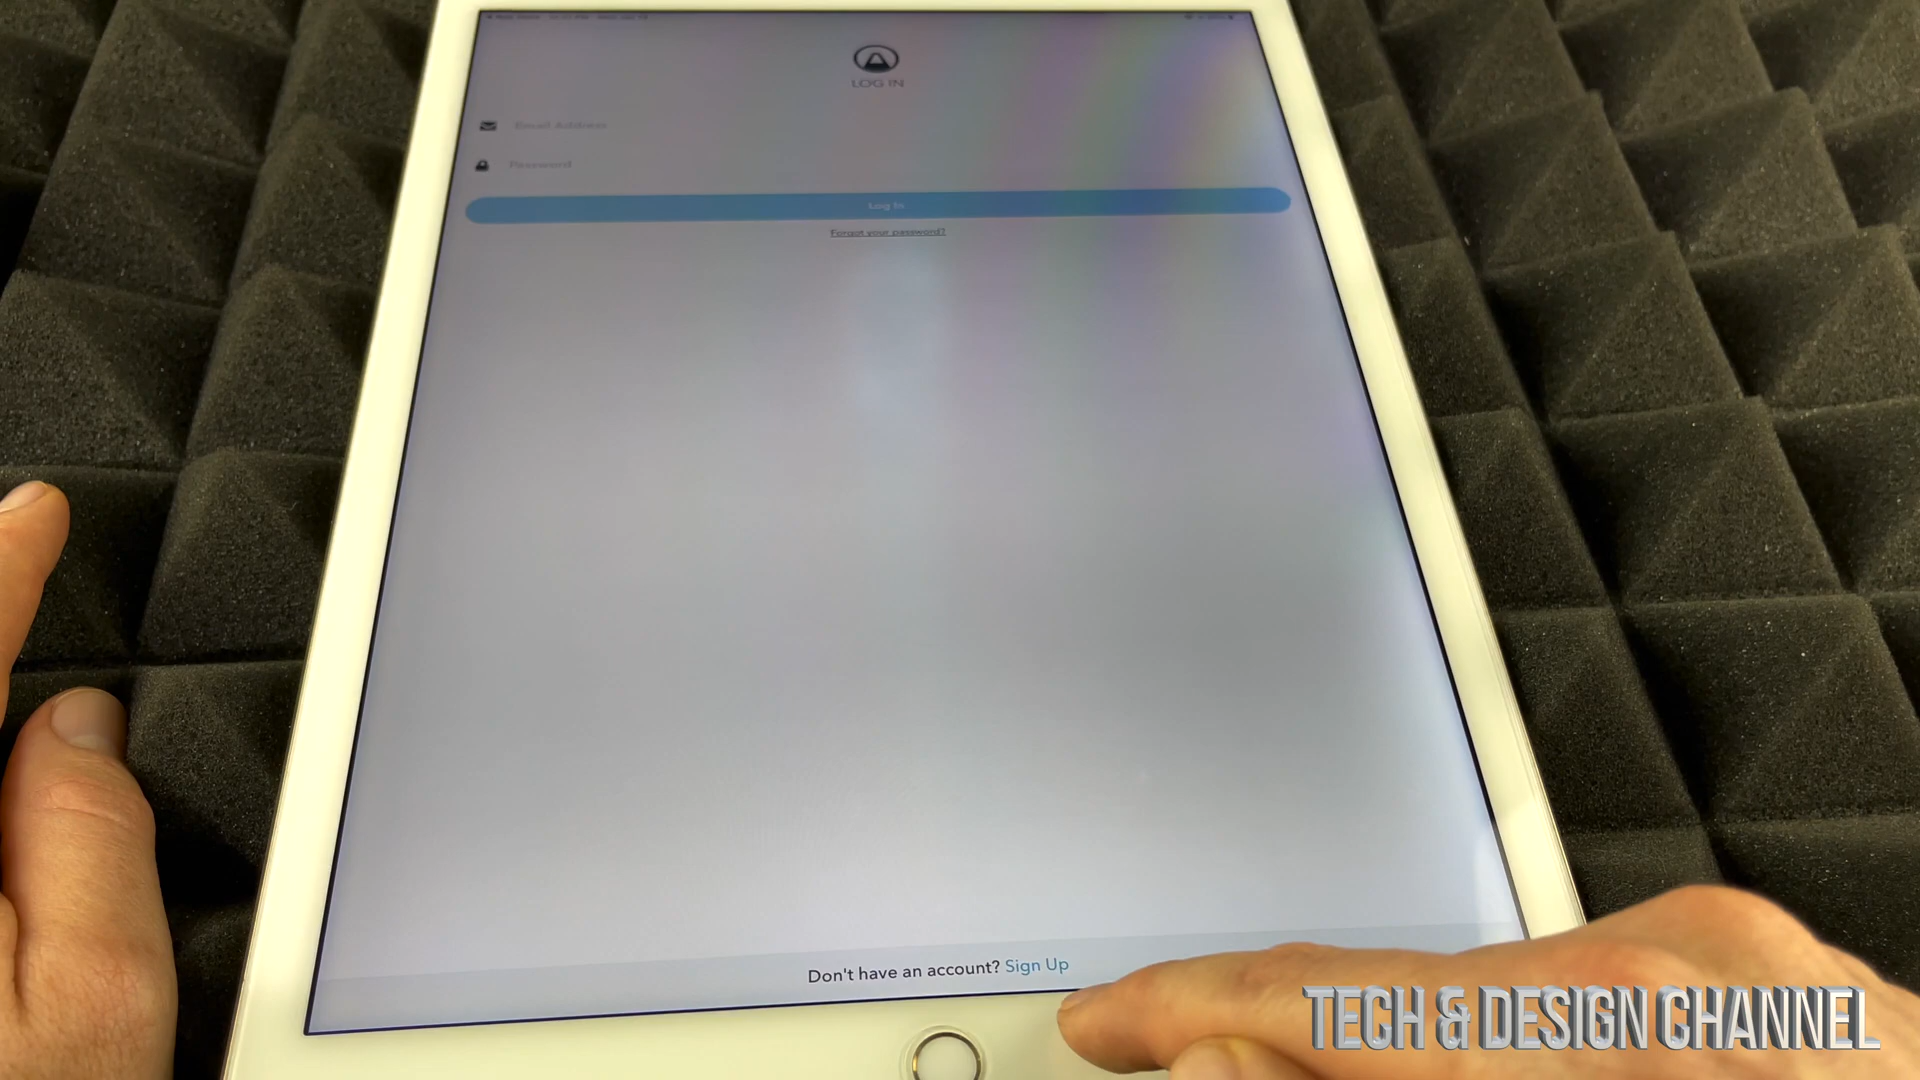 LOG IN
Email Address
Password
Log In
Forgot your password?
Don't have an account? Sign Up
TECH & DESIGN CHANNEL